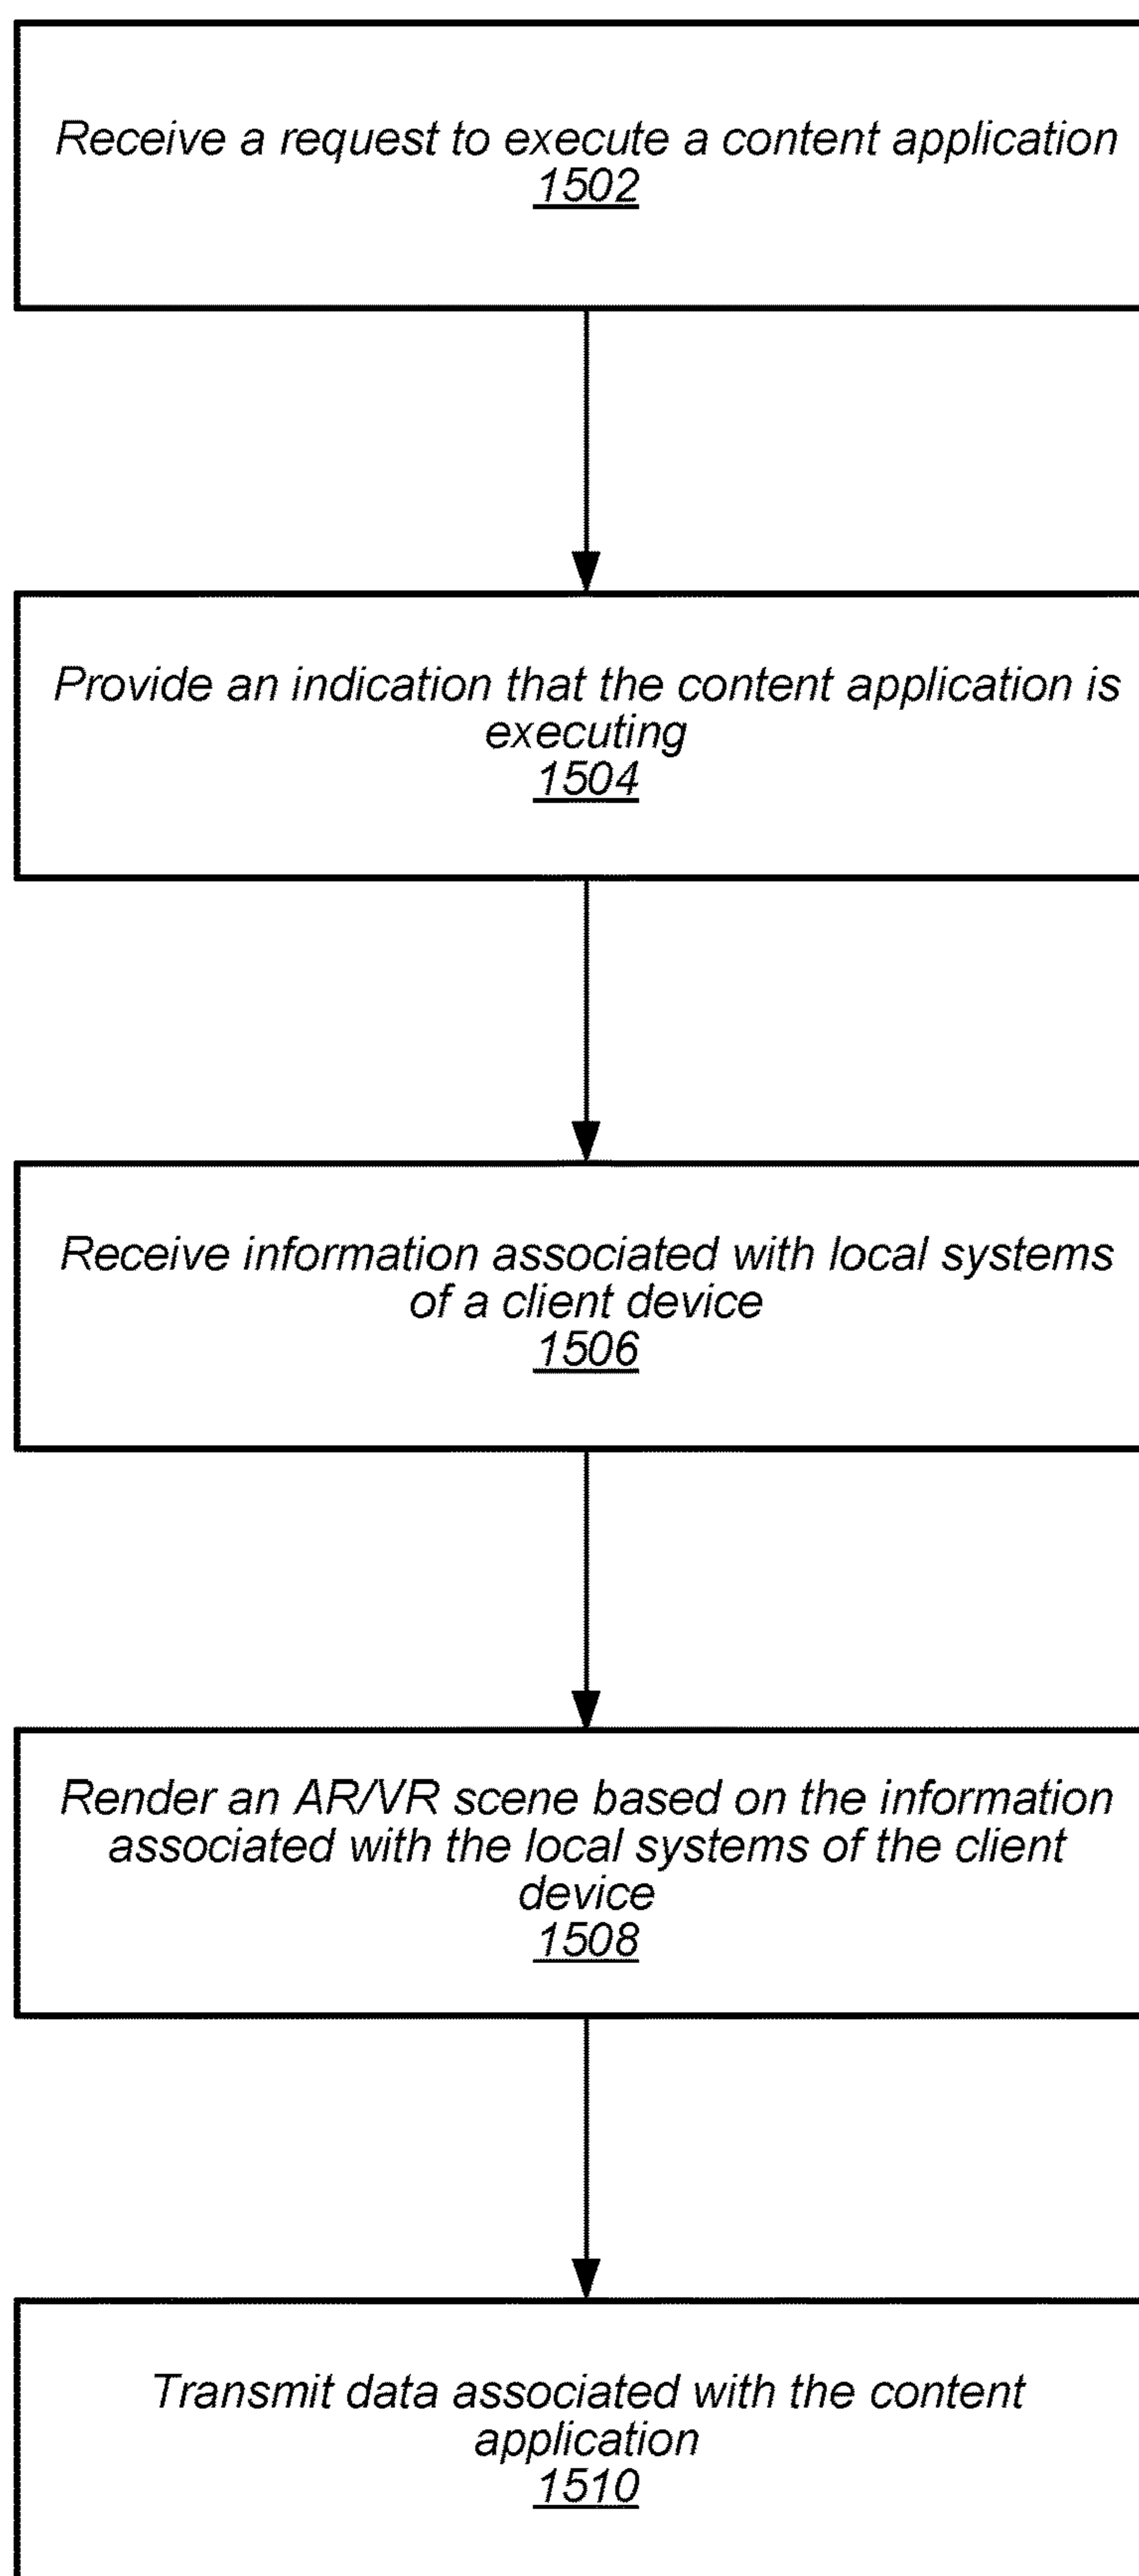 Receive a request to execute a content application
1502
Provide an indication that the content application is
executing
1504
Receive information associated with local systems
of a client device
1506
Render an AR/VR scene based on the information
associated with the local systems of the client
device
1508
Transmit data associated with the content
application
1510